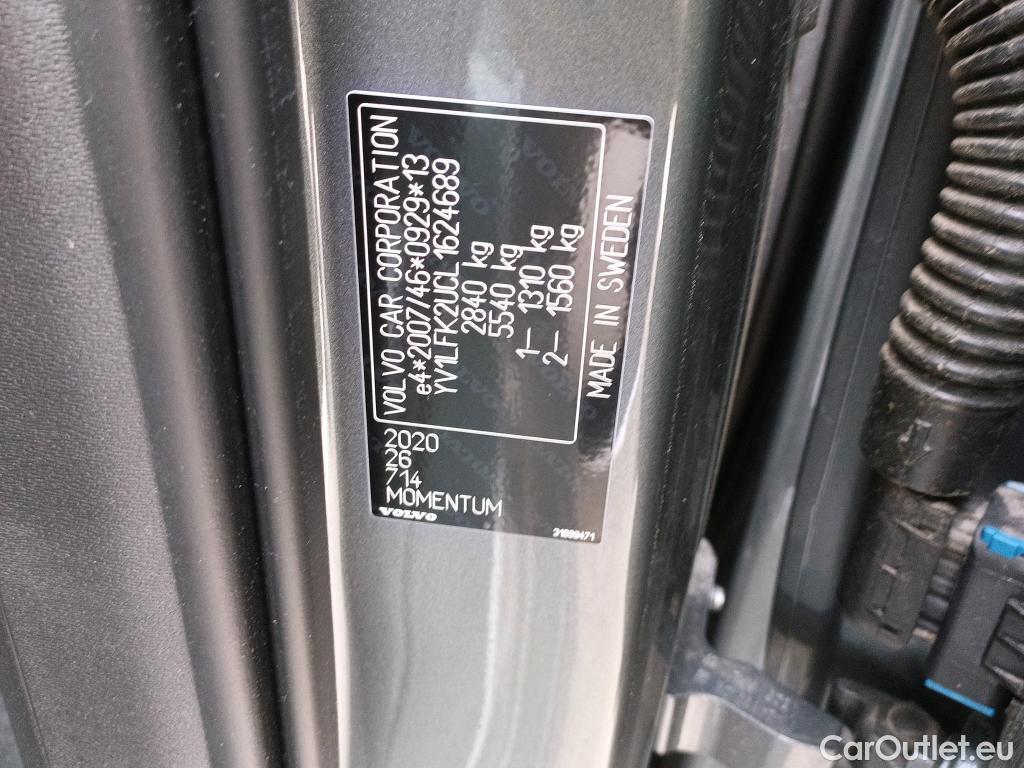 VOLVO CAR CORPORATION
e4*2007/46*0929*13
YV1LFK2UCL1624689
2840 kg
5540 kg
1– 1310 kg
2– 1560 kg
MADE IN SWEDEN
2020
26
714
MOMENTUM
VOLVO
CarOutlet.eu